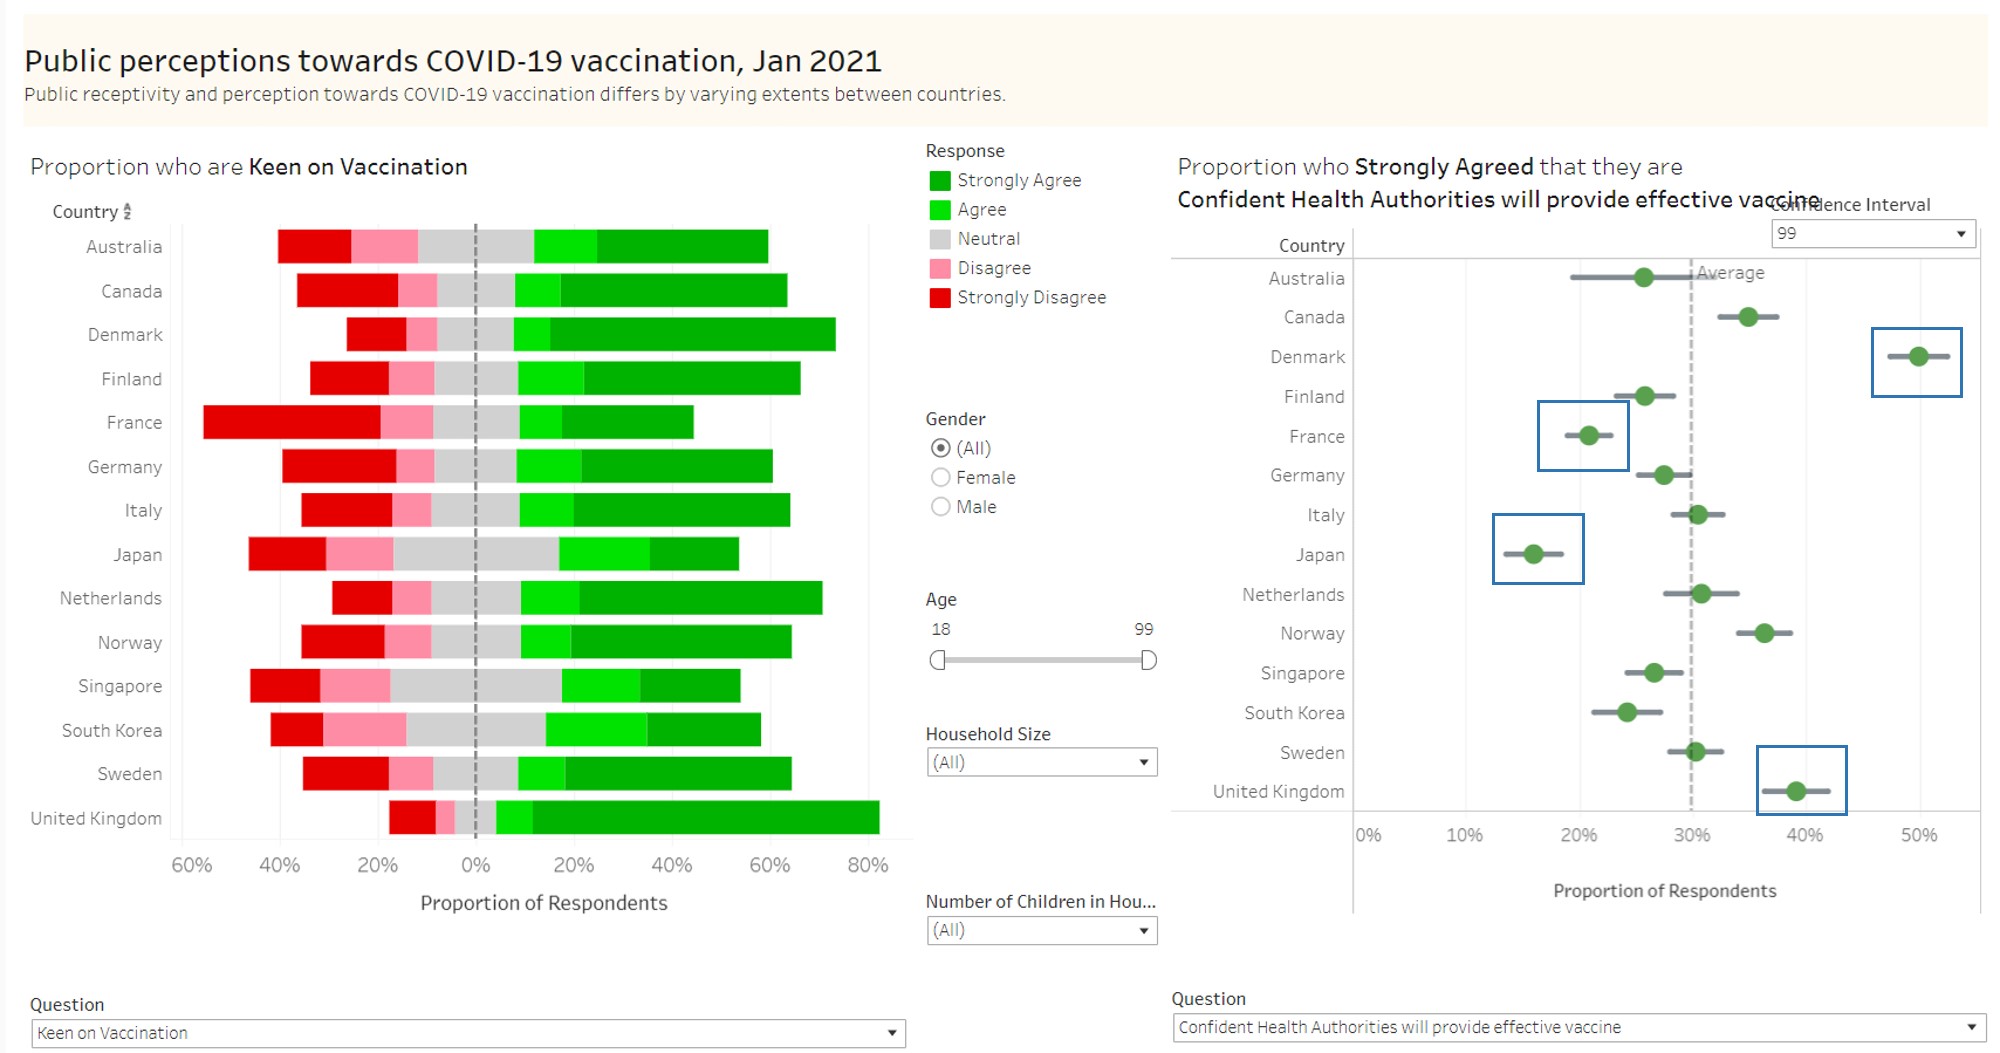 Public perceptions towards COVID-19 vaccination, Jan 2021
Public receptivity and perception towards COVID-19 vaccination differs by varying extents between countries.
Proportion who are Keen on Vaccination
Country
Australia
Canada
Denmark
Finland
France
Germany
Italy
Japan
Netherlands
Norway
Singapore
South Korea
Sweden
United Kingdom
60% 40% 20% 0% 20% 40% 60% 80%
Proportion of Respondents
Question
Keen on Vaccination
Response
Strongly Agree
Agree
Neutral
Disagree
Strongly Disagree
Gender
(All)
Female
Male
Age
18 99
Household Size
(All)
Number of Children in Hou...
(All)
Proportion who Strongly Agreed that they are
Confident Health Authorities will provide effective vaccine
Confidence Interval
99
Country
Average
Australia
Canada
Denmark
Finland
France
Germany
Italy
Japan
Netherlands
Norway
Singapore
South Korea
Sweden
United Kingdom
0% 10% 20% 30% 40% 50%
Proportion of Respondents
Question
Confident Health Authorities will provide effective vaccine